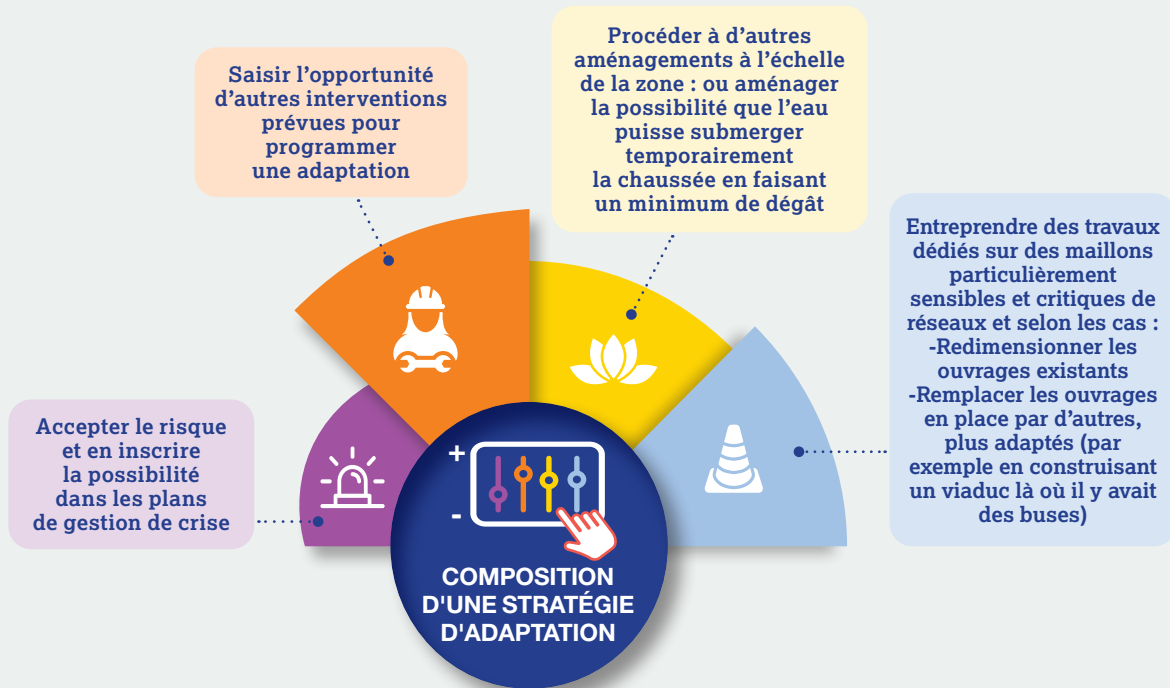 Saisir l'opportunité
d'autres interventions
prévues pour
programmer
une adaptation
Procéder à d'autres
aménagements à l'échelle
de la zone : ou aménager
la possibilité que l'eau
puisse submerger
temporairement
la chaussée en faisant
un minimum de dégât
Entreprendre des travaux
dédiés sur des maillons
particulièrement
sensibles et critiques de
réseaux et selon les cas :
-Redimensionner les
ouvrages existants
-Remplacer les ouvrages
en place par d'autres,
plus adaptés (par
exemple en construisant
un viaduc là où il y avait
des buses)
Accepter le risque
et en inscrire
la possibilité
dans les plans
de gestion de crise
+
-
COMPOSITION
D'UNE STRATÉGIE
D'ADAPTATION